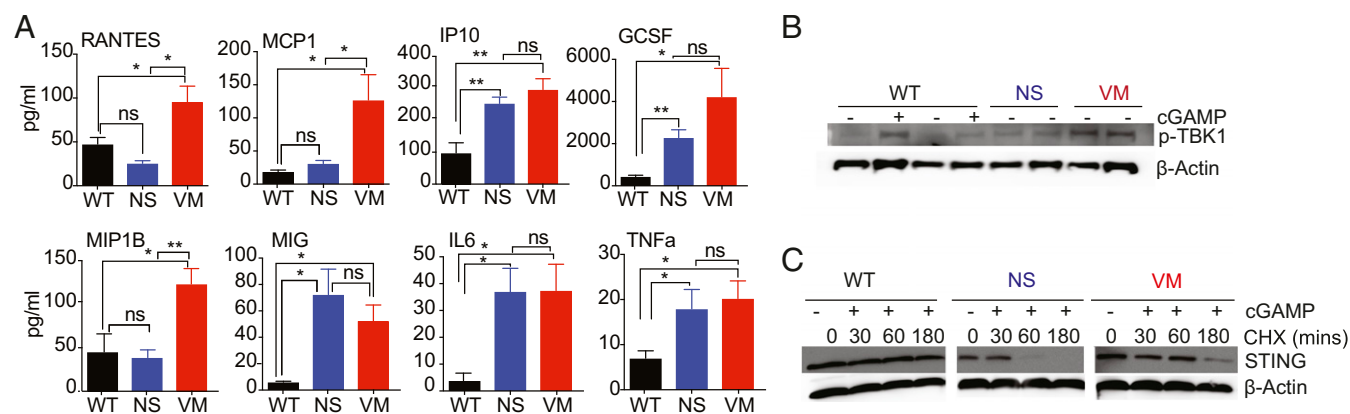 A
RANTES
pg/ml
150
100
50
0
* *
ns
WT NS VM
MCP1
200
150
100
50
0
* *
ns
WT NS VM
IP10
400
300
200
100
0
** ns
**
WT NS VM
GCSF
6000
4000
2000
0
* ns
**
WT NS VM
MIP1B
pg/ml
150
100
50
0
* **
ns
WT NS VM
MIG
80
60
40
20
0
*
* ns
WT NS VM
IL6
50
40
30
20
10
0
* ns
*
WT NS VM
TNFa
30
20
10
0
* ns
*
WT NS VM
B
WT NS VM
- + - + - - - - cGAMP
p-TBK1
β-Actin
C
WT NS VM
- + + + - + + + - + + + cGAMP
0 30 60 180 0 30 60 180 0 30 60 180 CHX (mins)
STING
β-Actin